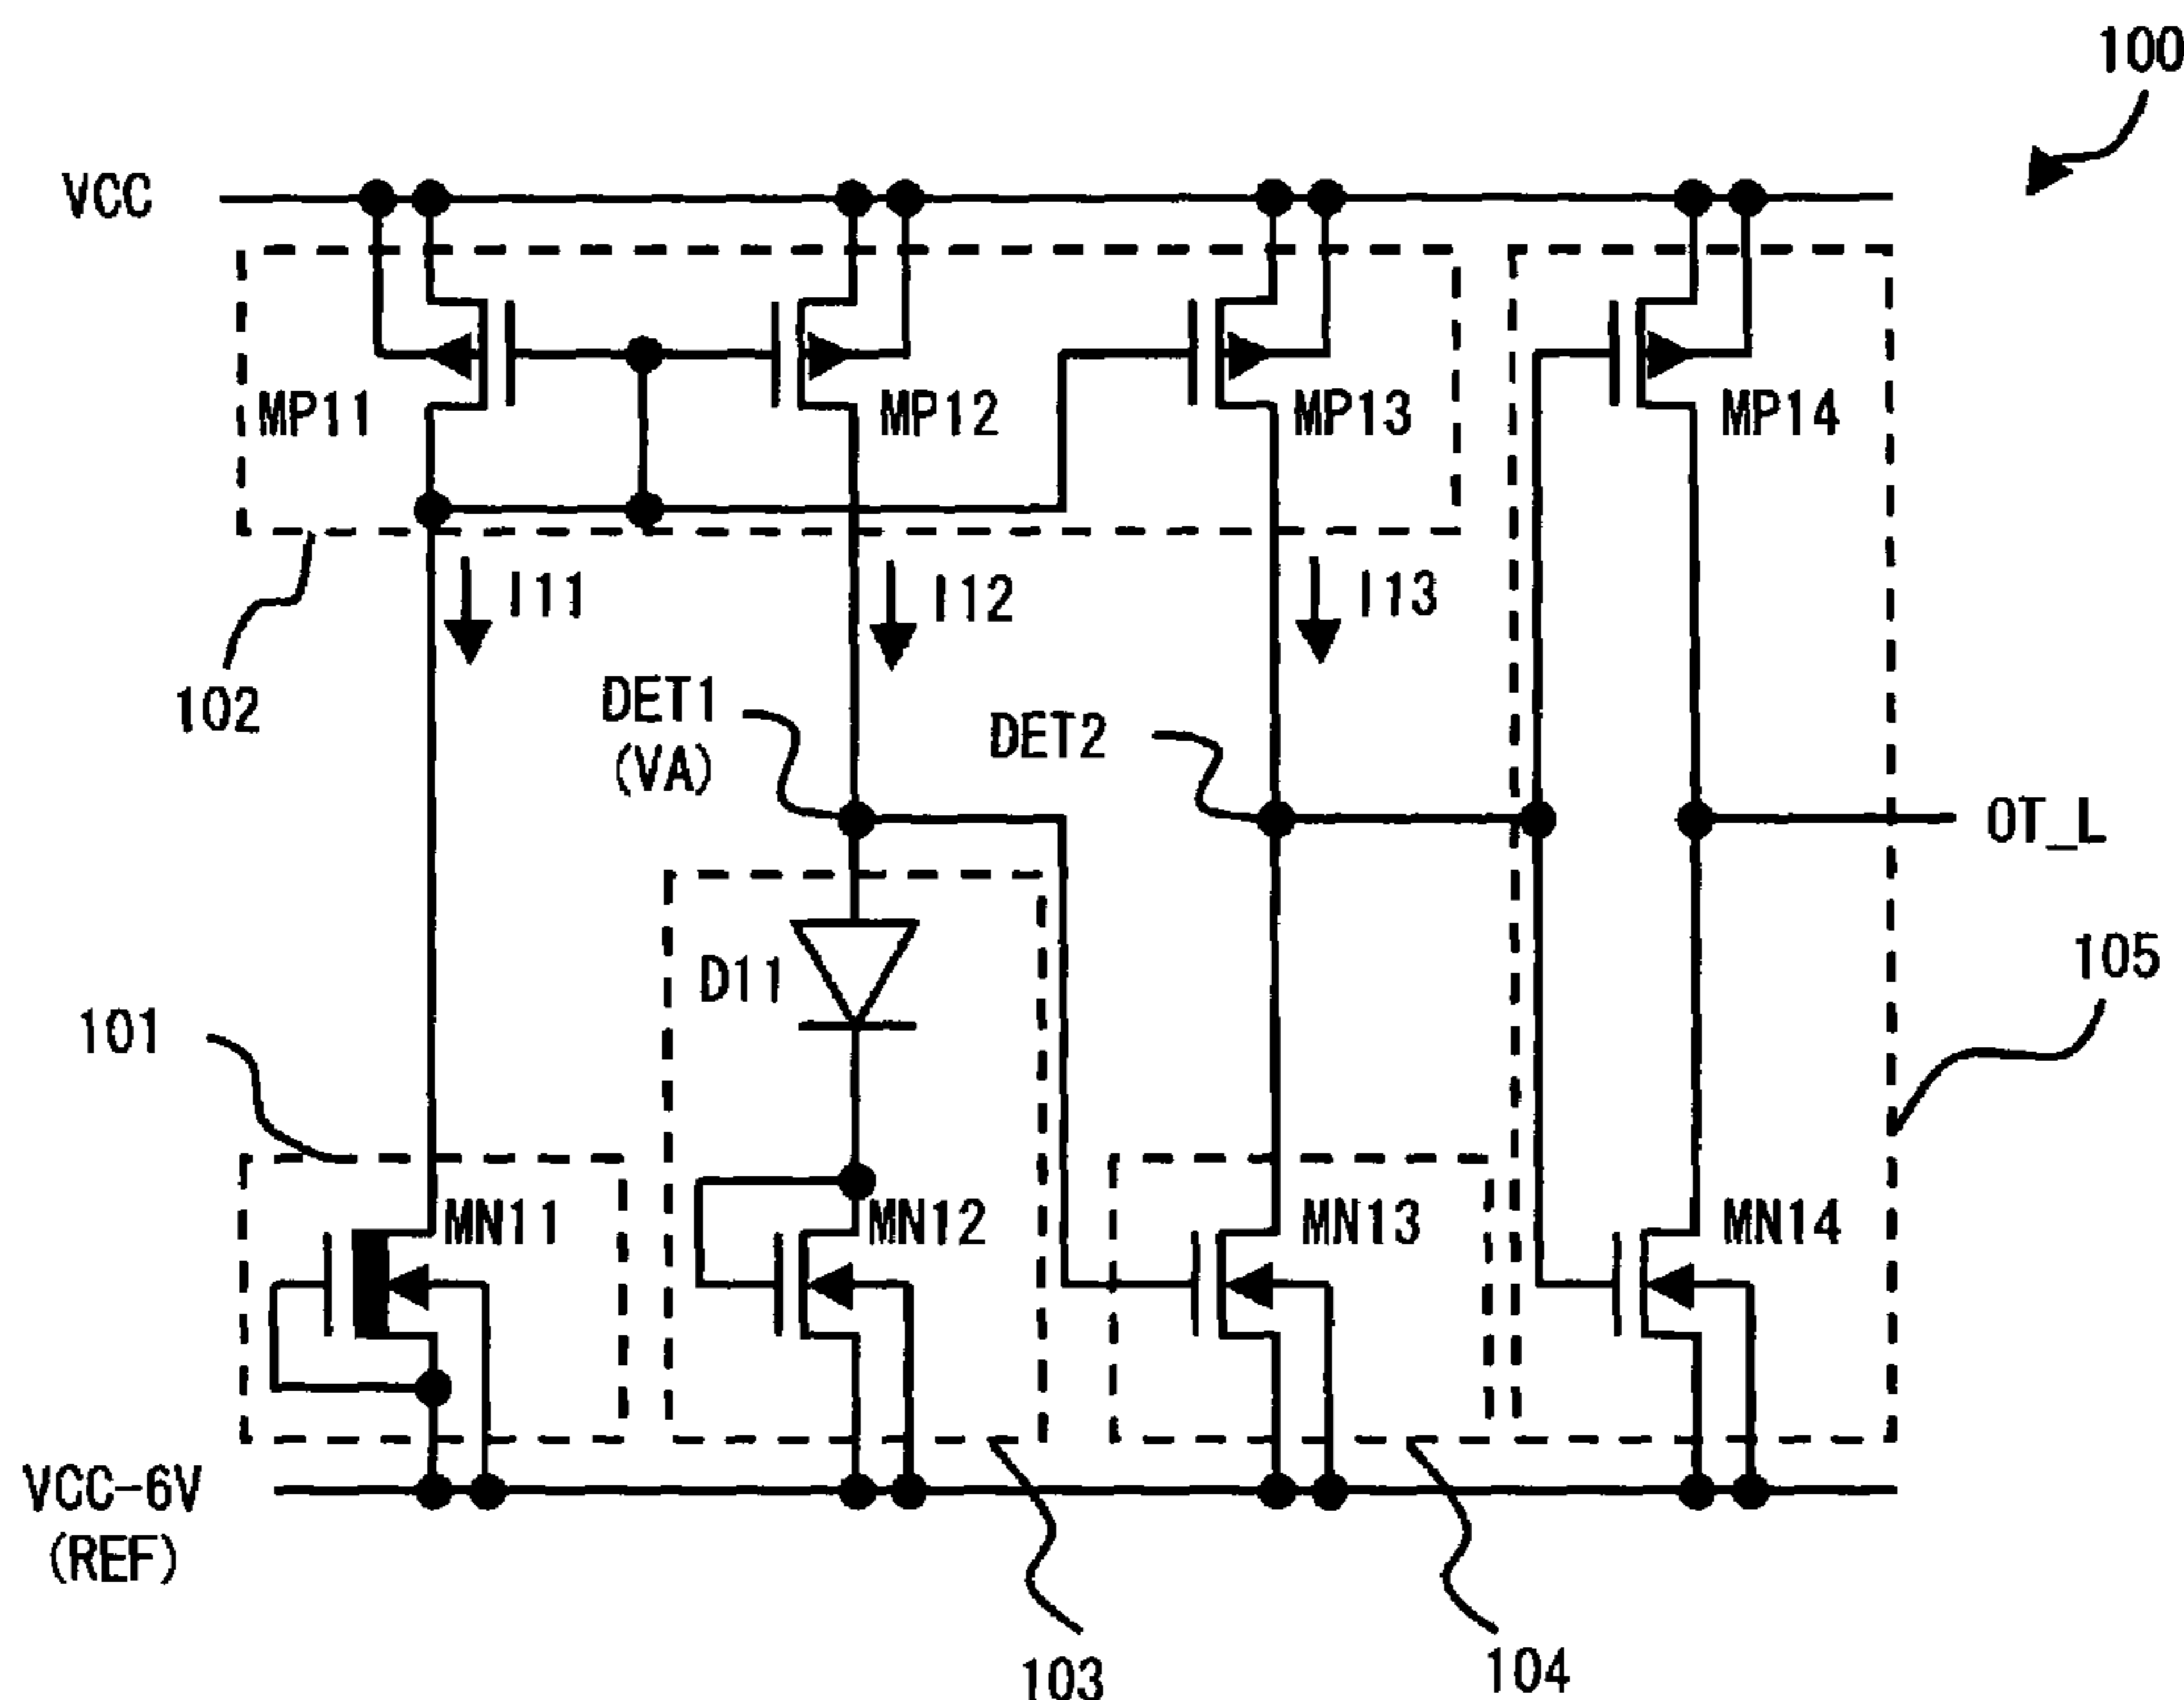 100
VCC
MP11
MP12
MP13
MP14
I11
I12
I13
102
DET1
(VA)
DET2
OT_L
D11
105
101
MN11
MN12
MN13
MN14
VCC-6V
(REF)
103
104